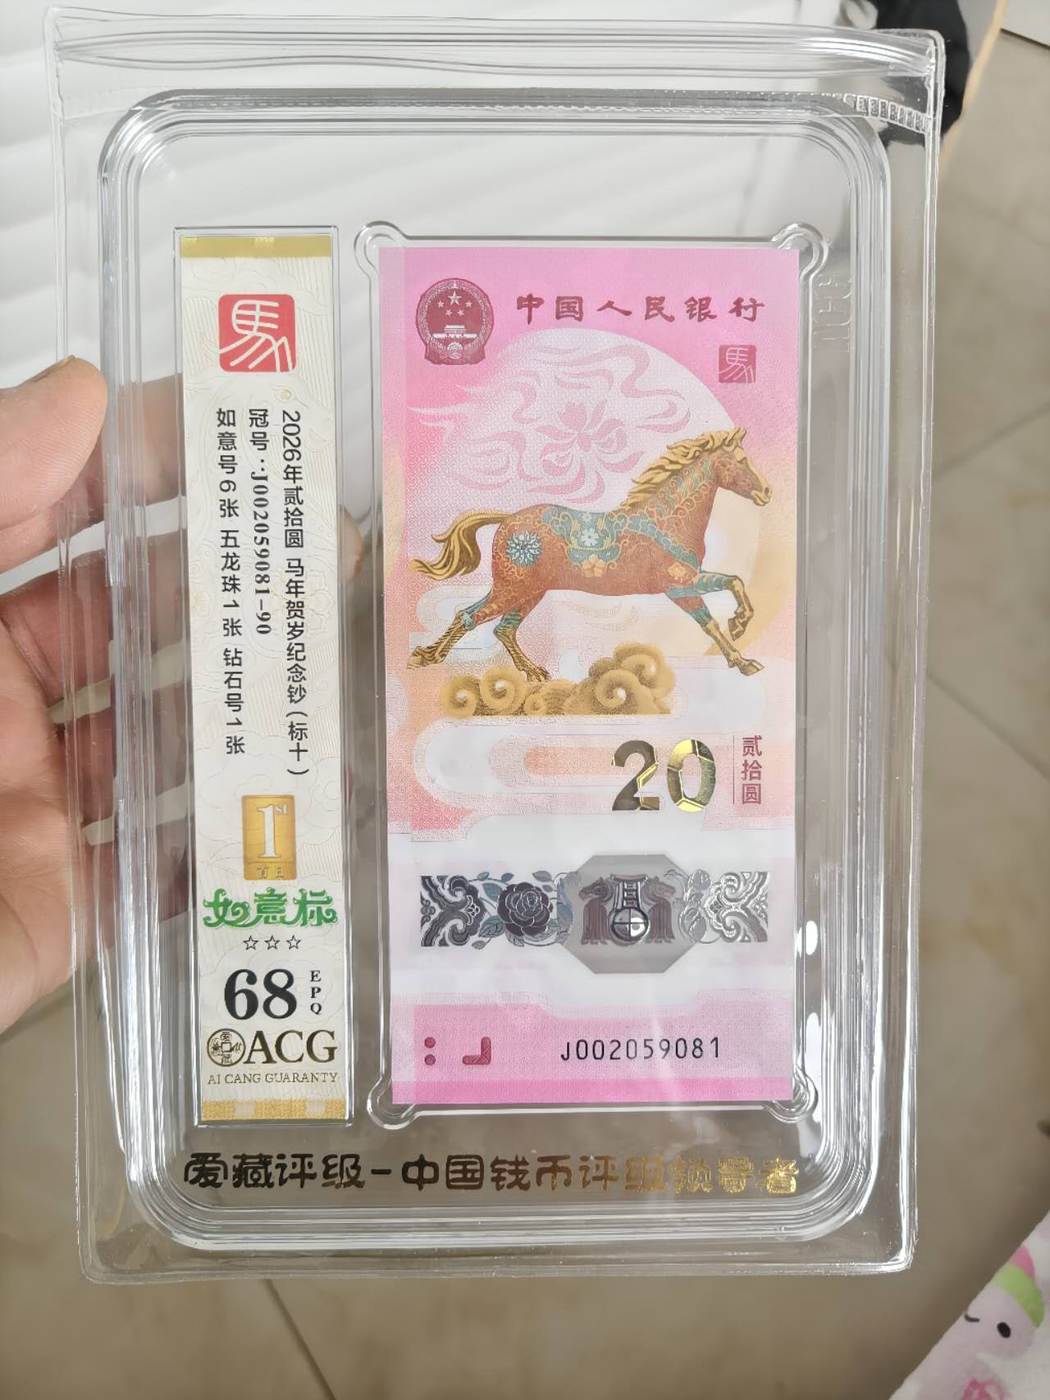 馬
2026年贰拾圆 马年贺岁纪念钞(标十)
冠号:J002059081-90
如意号6张 五龙珠1张 钻石号1张
1ST
如意标
☆☆☆
68 EPQ
ACG
AI CANG GUARANTY
中国人民银行
馬
20
贰拾圆
J002059081
爱藏评级-中国钱币评级领导者